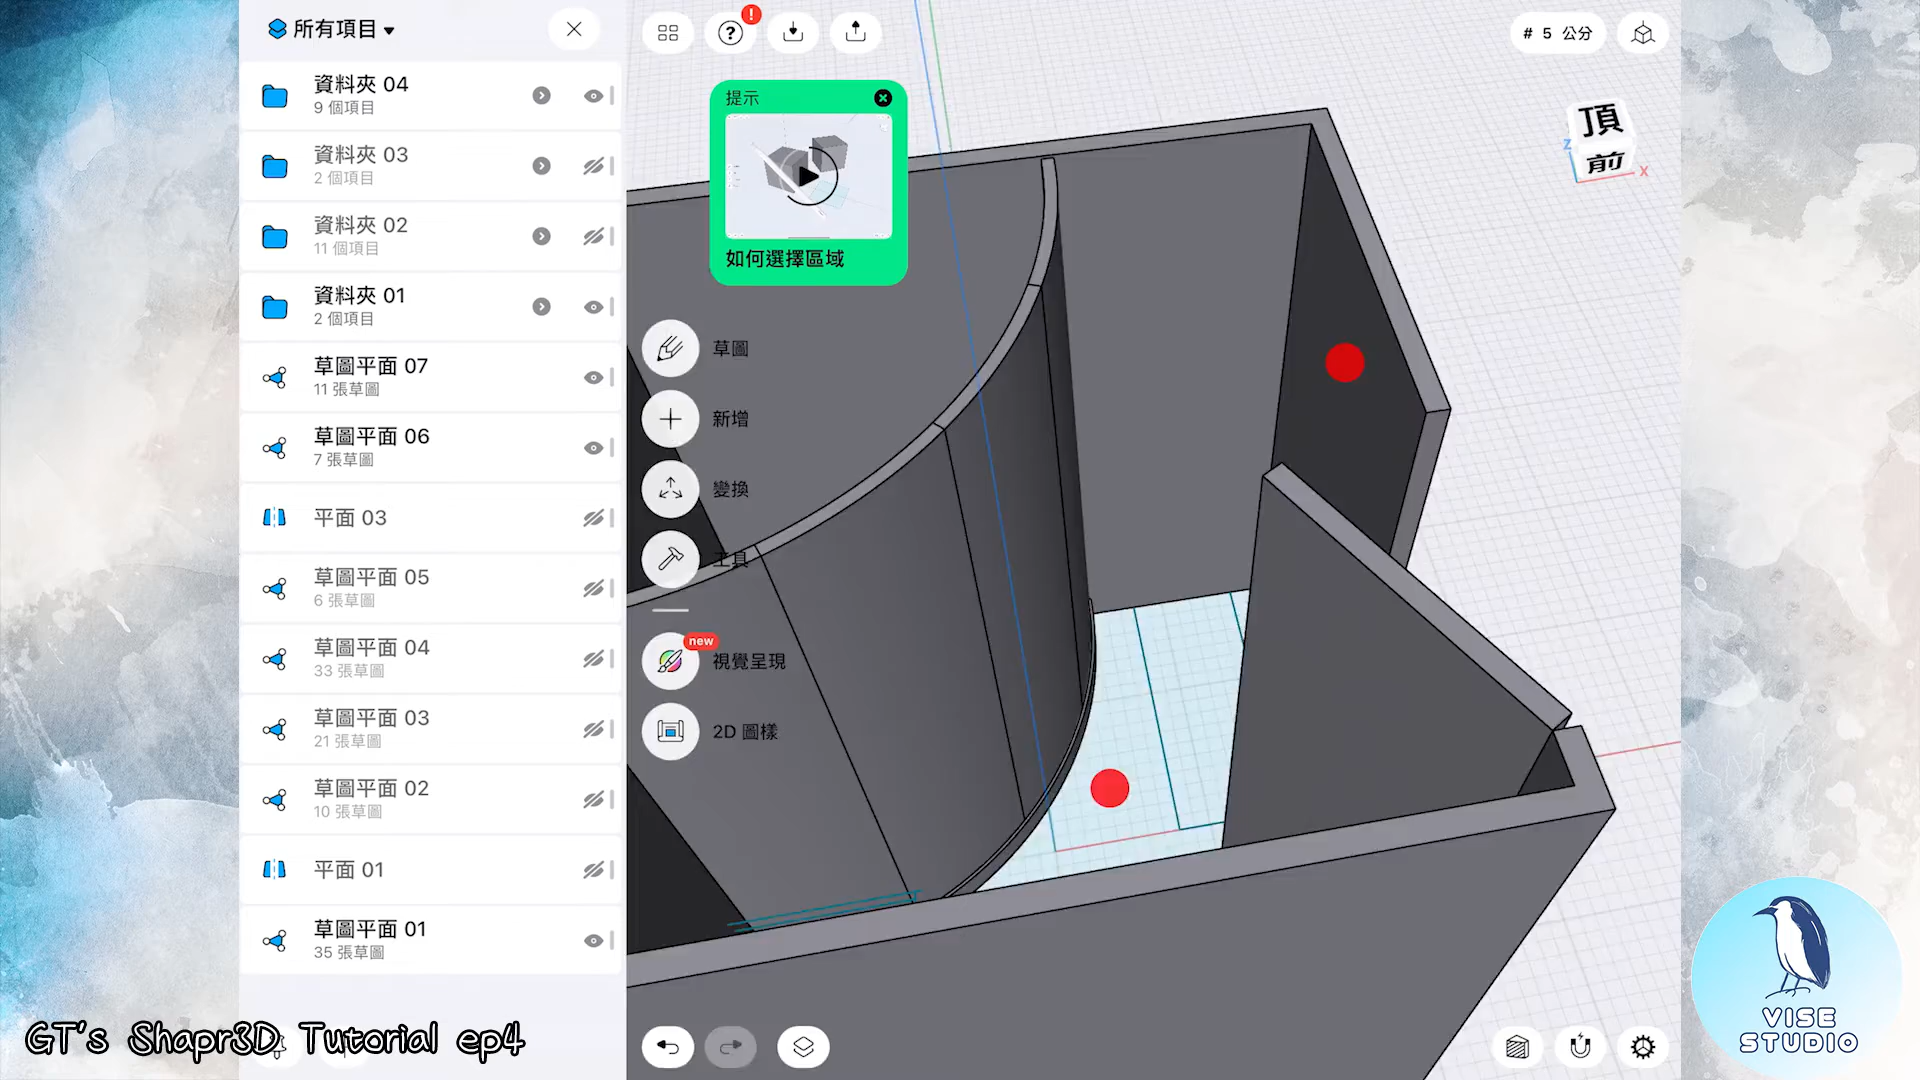 所有項目
資料夾 04
9 個項目
資料夾 03
2 個項目
資料夾 02
11 個項目
資料夾 01
2 個項目
草圖平面 07
11 張草圖
草圖平面 06
7 張草圖
平面 03
草圖平面 05
6 張草圖
草圖平面 04
33 張草圖
草圖平面 03
21 張草圖
草圖平面 02
10 張草圖
平面 01
草圖平面 01
35 張草圖
提示
如何選擇區域
草圖
新增
變換
工具
new
視覺呈現
2D 圖樣
# 5 公分
頂
前
Z
X
GT's Shapr3D Tutorial ep4
VISE
STUDIO